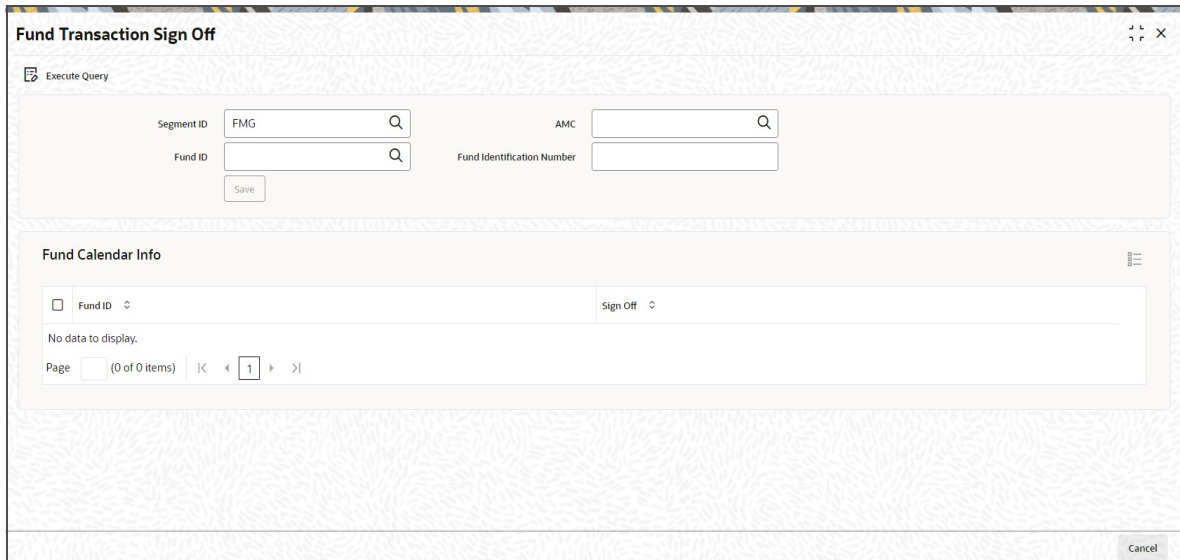 Fund Transaction Sign Off
Execute Query
Segment ID FMG AMC
Fund ID Fund Identification Number
Save
Fund Calendar Info
Fund ID Sign Off
No data to display.
Page (0 of 0 items) 1
Cancel